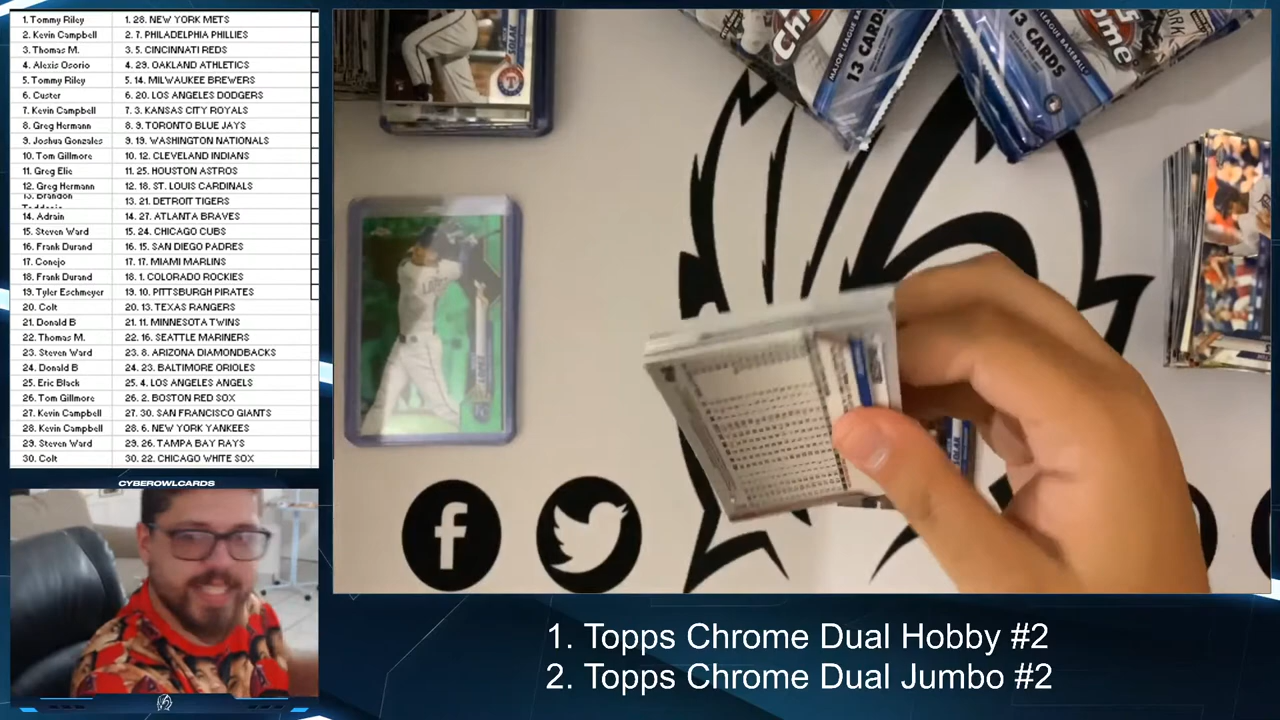 1. Tommy Riley 1. 28. NEW YORK METS
2. Kevin Campbell 2. 7. PHILADELPHIA PHILLIES
3. Thomas M. 3. 5. CINCINNATI REDS
4. Alexis Osorio 4. 29. OAKLAND ATHLETICS
5. Tommy Riley 5. 14. MILWAUKEE BREWERS
6. Custer 6. 20. LOS ANGELES DODGERS
7. Kevin Campbell 7. 3. KANSAS CITY ROYALS
8. Greg Hermann 8. 9. TORONTO BLUE JAYS
9. Joshua Gonzales 9. 19. WASHINGTON NATIONALS
10. Tom Gillmore 10. 12. CLEVELAND INDIANS
11. Greg Elie 11. 25. HOUSTON ASTROS
12. Greg Hermann 12. 18. ST. LOUIS CARDINALS
13. Brandon 13. 21. DETROIT TIGERS
14. Adrain 14. 27. ATLANTA BRAVES
15. Steven Ward 15. 24. CHICAGO CUBS
16. Frank Durand 16. 15. SAN DIEGO PADRES
17. Conejo 17. 17. MIAMI MARLINS
18. Frank Durand 18. 1. COLORADO ROCKIES
19. Tyler Eschmeyer 19. 10. PITTSBURGH PIRATES
20. Colt 20. 13. TEXAS RANGERS
21. Donald B 21. 11. MINNESOTA TWINS
22. Thomas M. 22. 16. SEATTLE MARINERS
23. Steven Ward 23. 8. ARIZONA DIAMONDBACKS
24. Donald B 24. 23. BALTIMORE ORIOLES
25. Eric Black 25. 4. LOS ANGELES ANGELS
26. Tom Gillmore 26. 2. BOSTON RED SOX
27. Kevin Campbell 27. 30. SAN FRANCISCO GIANTS
28. Kevin Campbell 28. 6. NEW YORK YANKEES
29. Steven Ward 29. 26. TAMPA BAY RAYS
30. Colt 30. 22. CHICAGO WHITE SOX
CYBEROWLCARDS
MAJOR LEAGUE BASEBALL
13 CARDS
Chrome
13 CARDS
MAJOR LEAGUE BASEBALL
f
1. Topps Chrome Dual Hobby #2
2. Topps Chrome Dual Jumbo #2